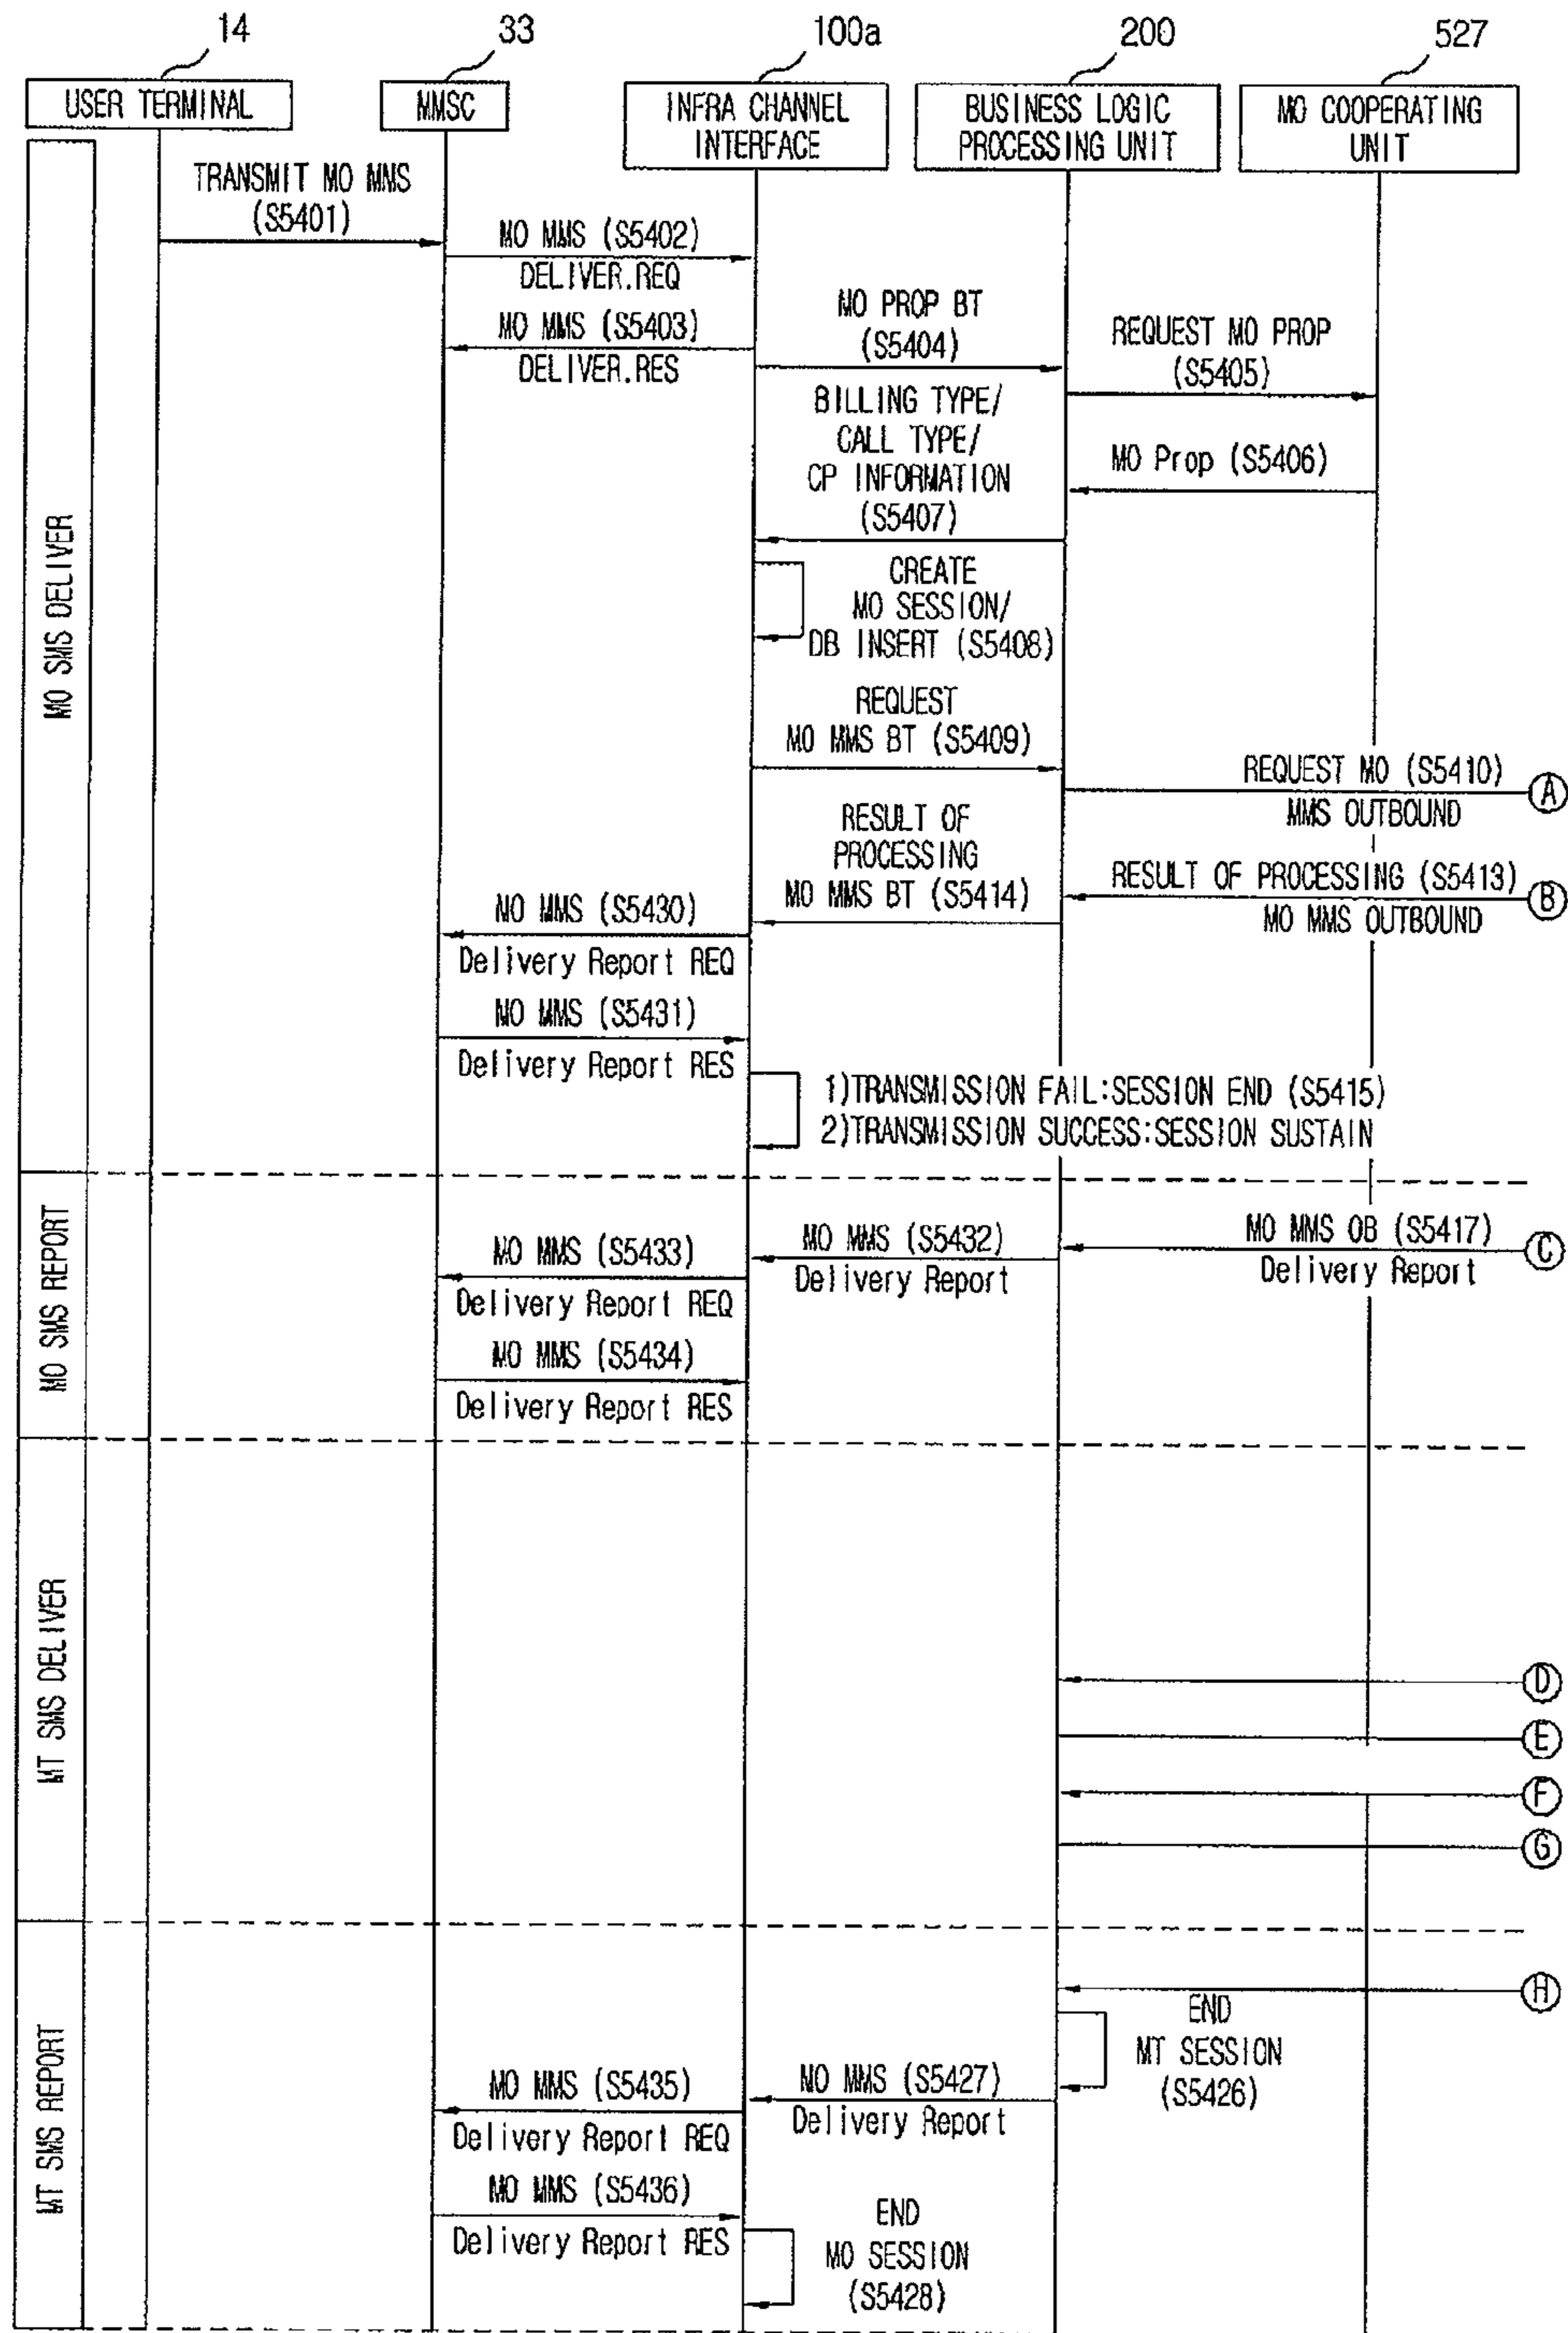 14
33
100a
200
527
USER TERMINAL
MMSC
INFRA CHANNEL
INTERFACE
BUSINESS LOGIC
PROCESSING UNIT
MO COOPERATING
UNIT
MO SMS DELIVER
TRANSMIT MO MMS
(S5401)
MO MMS (S5402)
DELIVER.REQ
MO MMS (S5403)
DELIVER.RES
MO PROP BT
(S5404)
REQUEST MO PROP
(S5405)
MO Prop (S5406)
BILLING TYPE/
CALL TYPE/
CP INFORMATION
(S5407)
CREATE
MO SESSION/
DB INSERT (S5408)
REQUEST
MO MMS BT (S5409)
REQUEST MO (S5410)
MMS OUTBOUND
A
RESULT OF PROCESSING (S5413)
MO MMS OUTBOUND
B
RESULT OF
PROCESSING
MO MMS BT (S5414)
MO MMS (S5430)
Delivery Report REQ
MO MMS (S5431)
Delivery Report RES
1)TRANSMISSION FAIL:SESSION END (S5415)
2)TRANSMISSION SUCCESS:SESSION SUSTAIN
MO SMS REPORT
MO MMS OB (S5417)
Delivery Report
C
MO MMS (S5432)
Delivery Report
MO MMS (S5433)
Delivery Report REQ
MO MMS (S5434)
Delivery Report RES
MT SMS DELIVER
D
E
F
G
MT SMS REPORT
H
END
MT SESSION
(S5426)
MO MMS (S5427)
Delivery Report
MO MMS (S5435)
Delivery Report REQ
MO MMS (S5436)
Delivery Report RES
END
MO SESSION
(S5428)